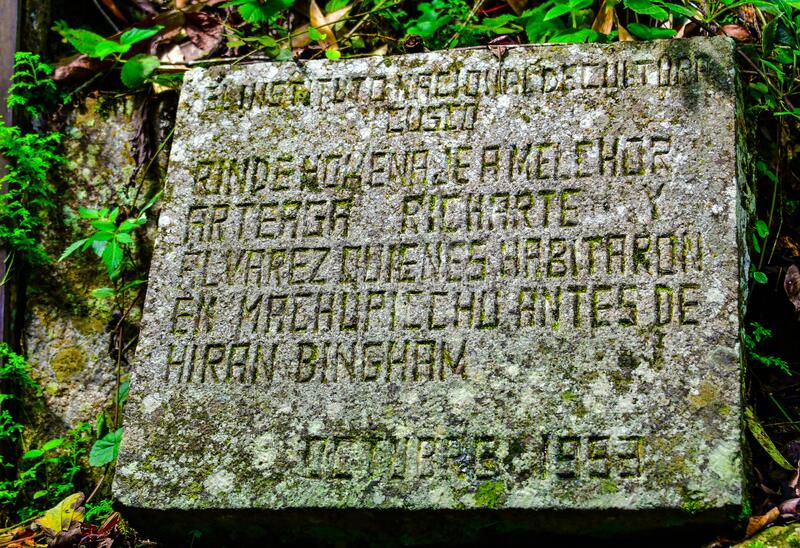 EL INSTITUTO NACIONAL DE CULTURA
CUSCO
RINDE HOMENAJE A MELCHOR
ARTEAGA RICHARTE Y
ALVAREZ QUIENES HABITARON
EN MACHUPICCHU ANTES DE
HIRAN BINGHAM
OCTUBRE 1993